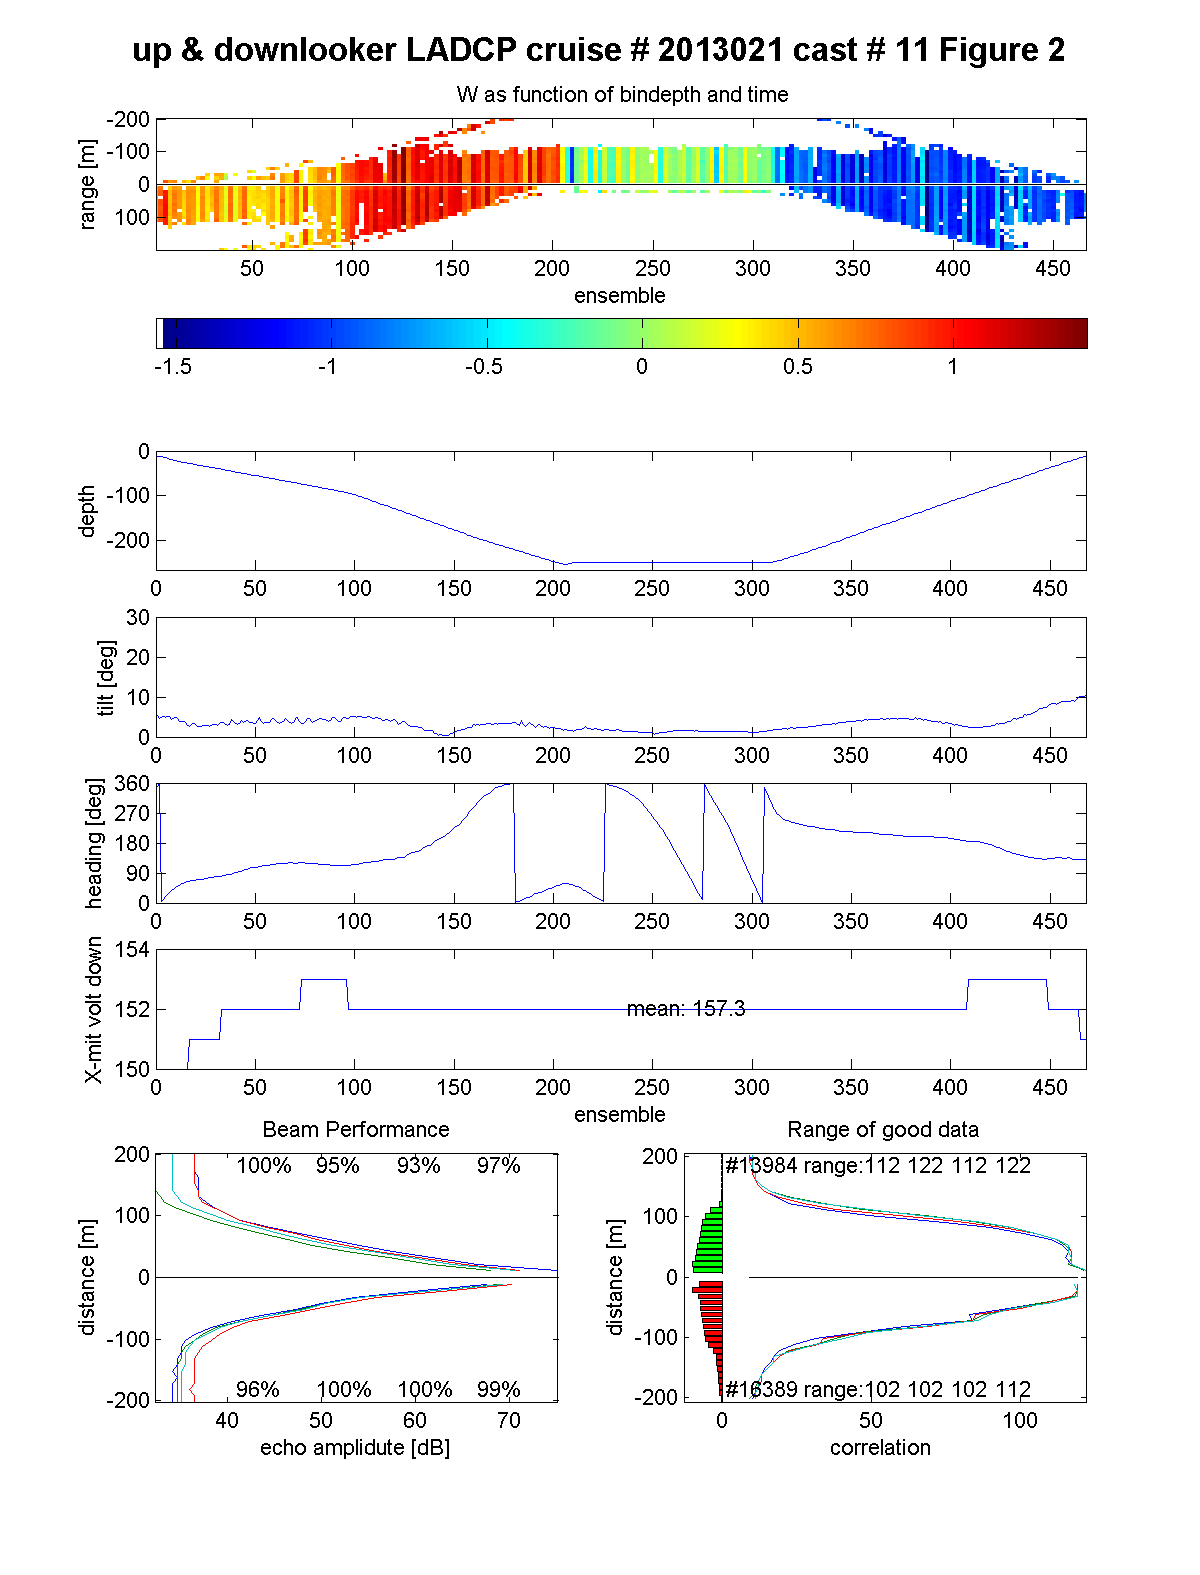 up & downlooker LADCP cruise # 2013021 cast # 11 Figure 2
W as function of bindepth and time
range [m]
-200
-100
0
100
50 100 150 200 250 300 350 400 450
ensemble
-1.5 -1 -0.5 0 0.5 1
depth
0
-100
-200
0 50 100 150 200 250 300 350 400 450
tilt [deg]
30
20
10
0
0 50 100 150 200 250 300 350 400 450
heading [deg]
360
270
180
90
0
0 50 100 150 200 250 300 350 400 450
X-mit volt down
154
152
150
mean: 157.3
0 50 100 150 200 250 300 350 400 450
ensemble
Beam Performance
distance [m]
200
100
0
-100
-200
100% 95% 93% 97%
96% 100% 100% 99%
40 50 60 70
echo amplidute [dB]
Range of good data
distance [m]
200
100
0
-100
-200
#13984 range:112 122 112 122
#16389 range:102 102 102 112
0 50 100
correlation